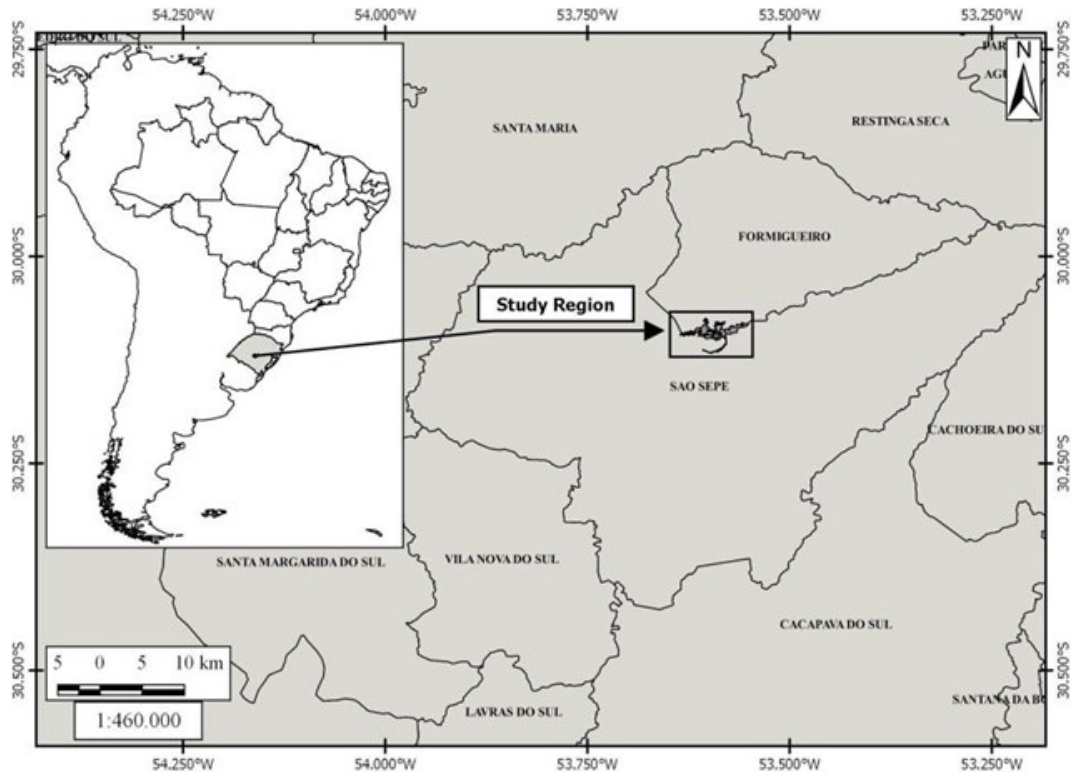 54.250°W 54.000°W 53.750°W 53.500°W 53.250°W
29.750°S
29.750°S
N
SANTA MARIA
RESTINGA SECA
FORMIGUEIRO
30.000°S
30.000°S
Study Region
SAO SEPE
CACHOEIRA DO SU
30.250°S
30.250°S
SANTA MARGARIDA DO SUL
VILA NOVA DO SUL
CACAPAVA DO SUL
5 0 5 10 km
1:460.000
30.500°S
30.500°S
LAVRAS DO SUL
SANTANA DA
54.250°W 54.000°W 53.750°W 53.500°W 53.250°W